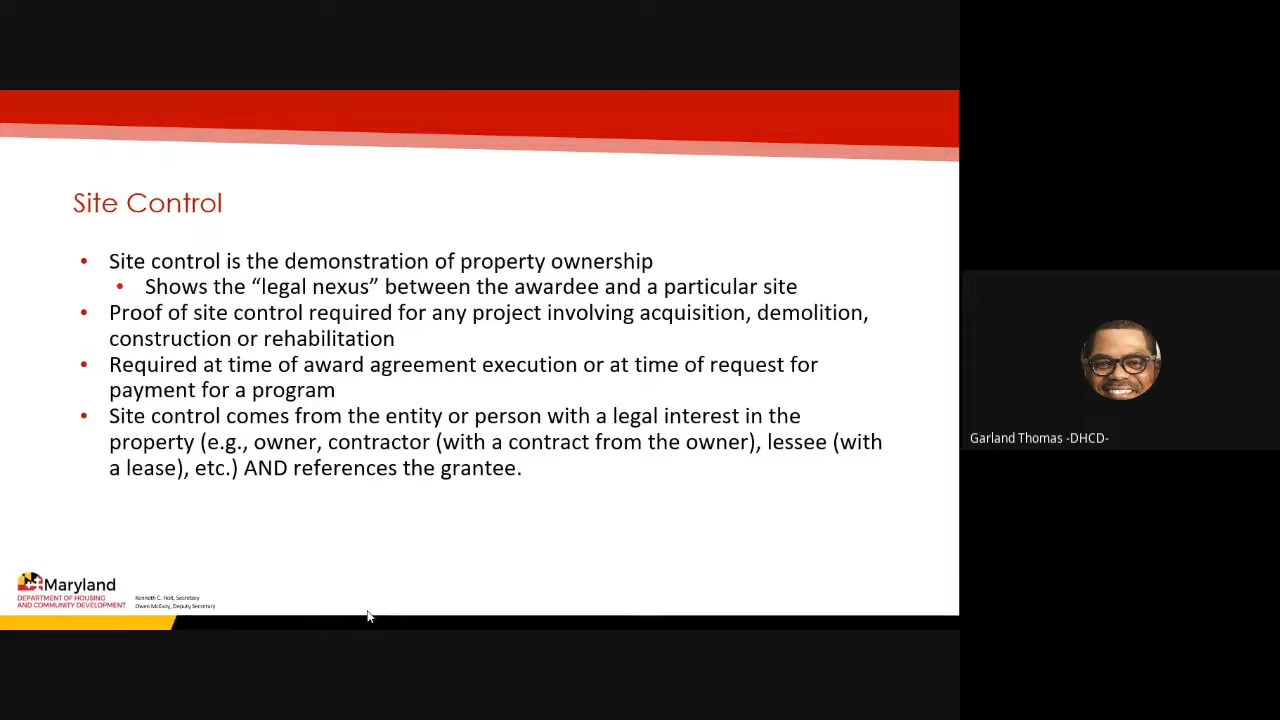 Site Control
• Site control is the demonstration of property ownership
• Shows the “legal nexus” between the awardee and a particular site
• Proof of site control required for any project involving acquisition, demolition,
construction or rehabilitation
• Required at time of award agreement execution or at time of request for
payment for a program
• Site control comes from the entity or person with a legal interest in the
property (e.g., owner, contractor (with a contract from the owner), lessee (with
a lease), etc.) AND references the grantee.
Maryland
DEPARTMENT OF HOUSING
AND COMMUNITY DEVELOPMENT
Kenneth C. Holt, Secretary
Owen McEvoy, Deputy Secretary
Garland Thomas -DHCD-